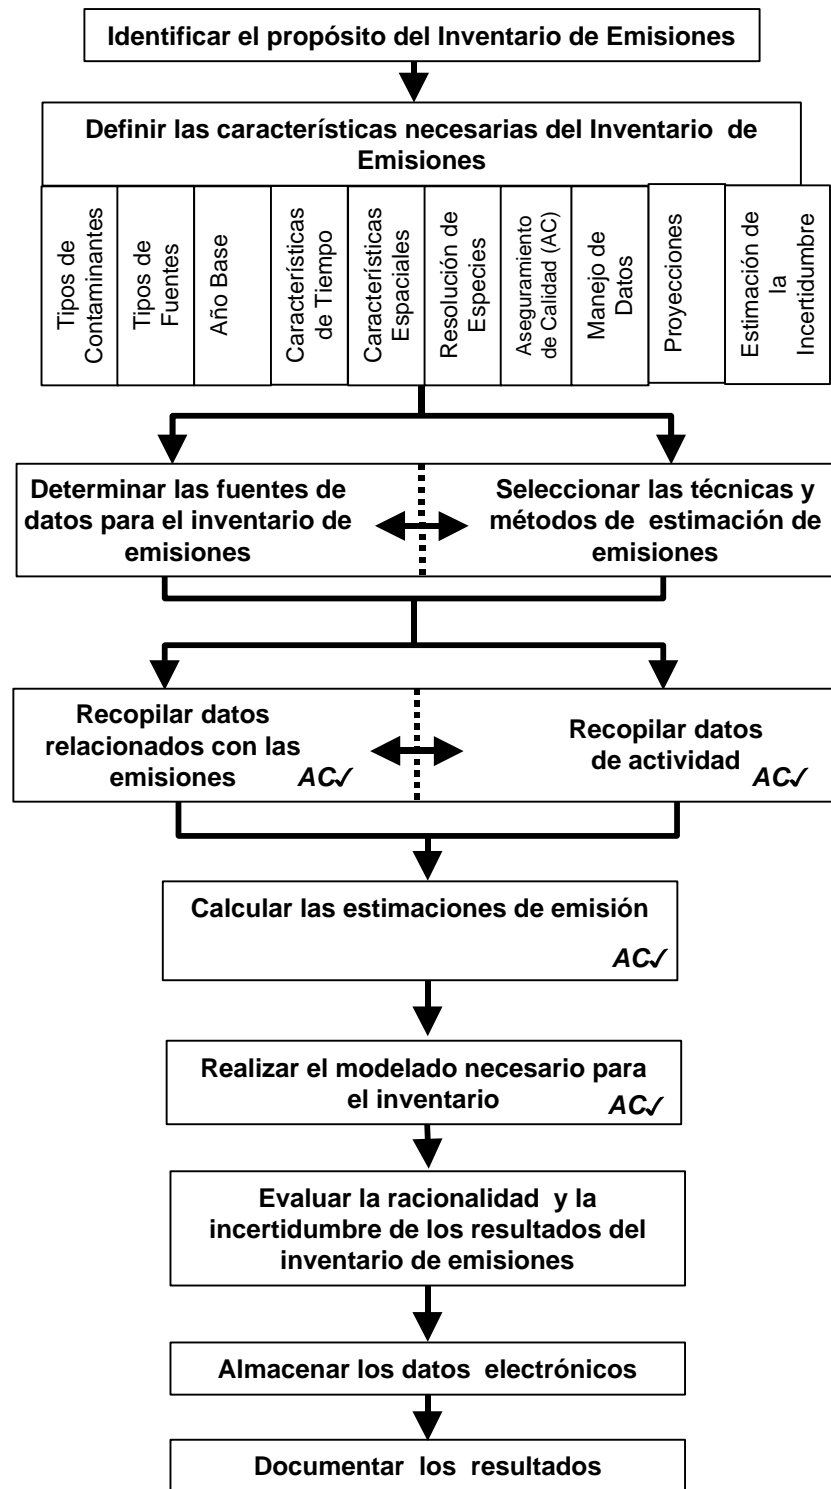 Identificar el propósito del Inventario de Emisiones
Definir las características necesarias del Inventario de
Emisiones
Tipos de
Contaminantes
Tipos de
Fuentes
Año Base
Características
de Tiempo
Características
Espaciales
Resolución de
Especies
Aseguramiento
de Calidad (AC)
Manejo de
Datos
Proyecciones
Estimación de
la
Incertidumbre
Determinar las fuentes de
datos para el inventario de
emisiones
Seleccionar las técnicas y
métodos de estimación de
emisiones
Recopilar datos
relacionados con las
emisiones AC✓
Recopilar datos
de actividad
AC✓
Calcular las estimaciones de emisión
AC✓
Realizar el modelado necesario para
el inventario AC✓
Evaluar la racionalidad y la
incertidumbre de los resultados del
inventario de emisiones
Almacenar los datos electrónicos
Documentar los resultados